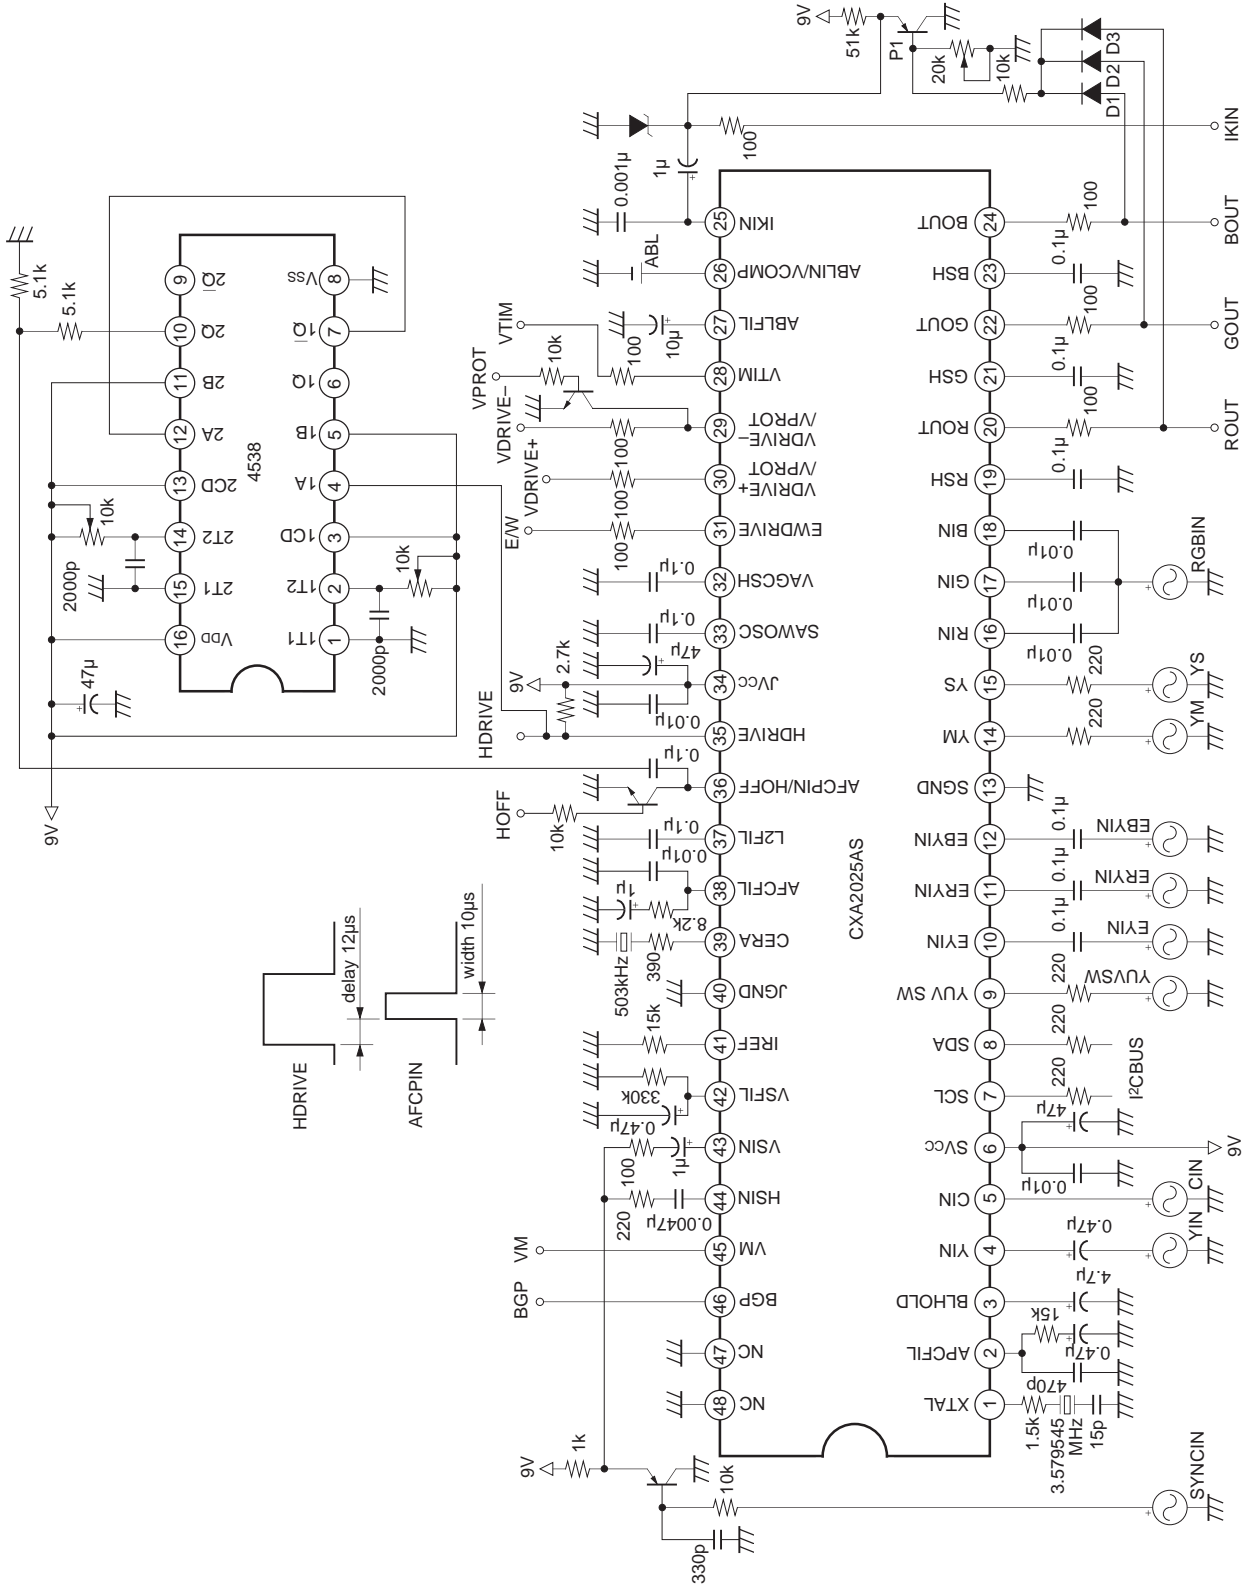 9V
47µ
2000p
10k
5.1k
5.1k
16 VDD
15 2T1
14 2T2
13 2CD
12 2A
11 2B
10 2Q
9 2Q
4538
1 1T1
2 1T2
3 1CD
4 1A
5 1B
6 1Q
7 1Q
8 VSS
2000p
10k
HDRIVE
delay 12µs
AFCPIN
width 10µs
9V
1k
330p
10k
SYNCIN
BGP
VM
220
0.0047µ
100
1µ
0.47µ
330k
15k
503kHz
390
1µ
8.2k
0.01µ
0.1µ
HOFF
10k
0.1µ
HDRIVE
9V
2.7k
0.01µ
47µ
0.1µ
0.1µ
E/W
100
VDRIVE+
100
VDRIVE−
100
VPROT
10k
VTIM
100
10µ
ABL
0.001µ
1µ
100
9V
51k
P1
20k
10k
D1
D2
D3
IKIN
48 NC
47 NC
46 BGP
45 VM
44 HSIN
43 VSIN
42 VSFIL
41 IREF
40 JGND
39 CERA
38 AFCFIL
37 L2FIL
36 AFCPIN/HOFF
35 HDRIVE
34 JVCC
33 SAWOSC
32 VAGCSH
31 EWDRIVE
30 VDRIVE+
/VPROT
29 VDRIVE−
/VPROT
28 VTIM
27 ABLFIL
26 ABLIN/VCOMP
25 IKIN
CXA2025AS
1 XTAL
2 APCFIL
3 BLHOLD
4 YIN
5 CIN
6 SVCC
7 SCL
8 SDA
9 YUV SW
10 EYIN
11 ERYIN
12 EBYIN
13 SGND
14 YM
15 YS
16 RIN
17 GIN
18 BIN
19 RSH
20 ROUT
21 GSH
22 GOUT
23 BSH
24 BOUT
1.5k
3.579545
MHz
15p
470p
15k
0.47µ
4.7µ
0.47µ
YIN
CIN
0.01µ
47µ
9V
220
220
I²CBUS
220
YUVSW
0.1µ
EYIN
0.1µ
ERYIN
0.1µ
EBYIN
220
YM
220
YS
0.01µ
0.01µ
0.01µ
RGBIN
0.1µ
100
ROUT
0.1µ
100
GOUT
0.1µ
100
BOUT